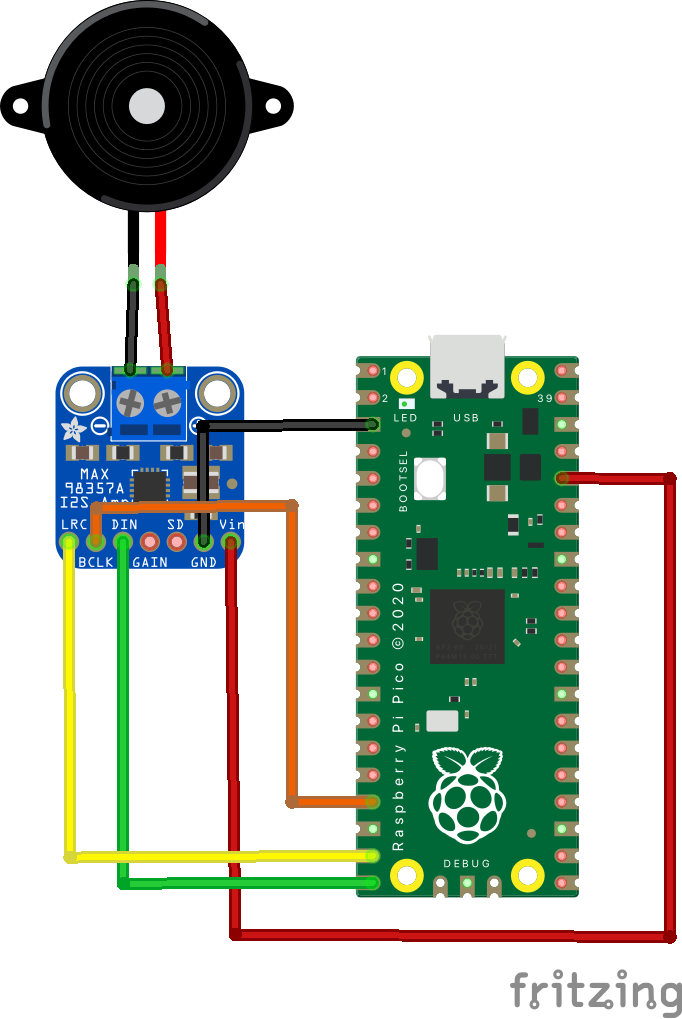 1
2
39
LED
USB
BOOTSEL
MAX
98357A
I2S Amp
LRC
DIN
SD
Vin
BCLK
GAIN
GND
Raspberry Pi Pico ©2020
DEBUG
fritzing